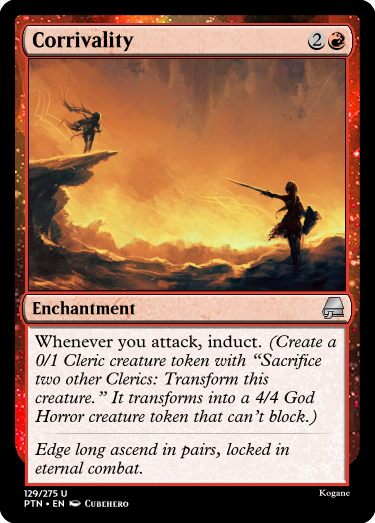 Corrivality
2
Enchantment
Whenever you attack, induct. (Create a
0/1 Cleric creature token with “Sacrifice
two other Clerics: Transform this
creature.” It transforms into a 4/4 God
Horror creature token that can’t block.)
Edge long ascend in pairs, locked in
eternal combat.
129/275 U
Kogane
PTN • EN Cubehero